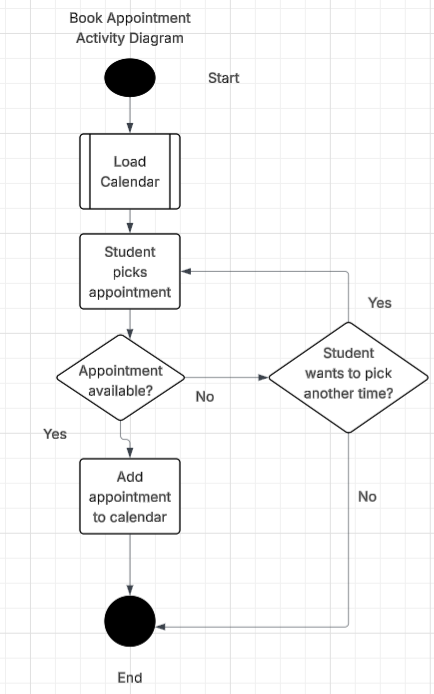 Book Appointment
Activity Diagram
Start
Load
Calendar
Student
picks
appointment
Yes
Appointment
available?
No
Student
wants to pick
another time?
Yes
Add
appointment
to calendar
No
End